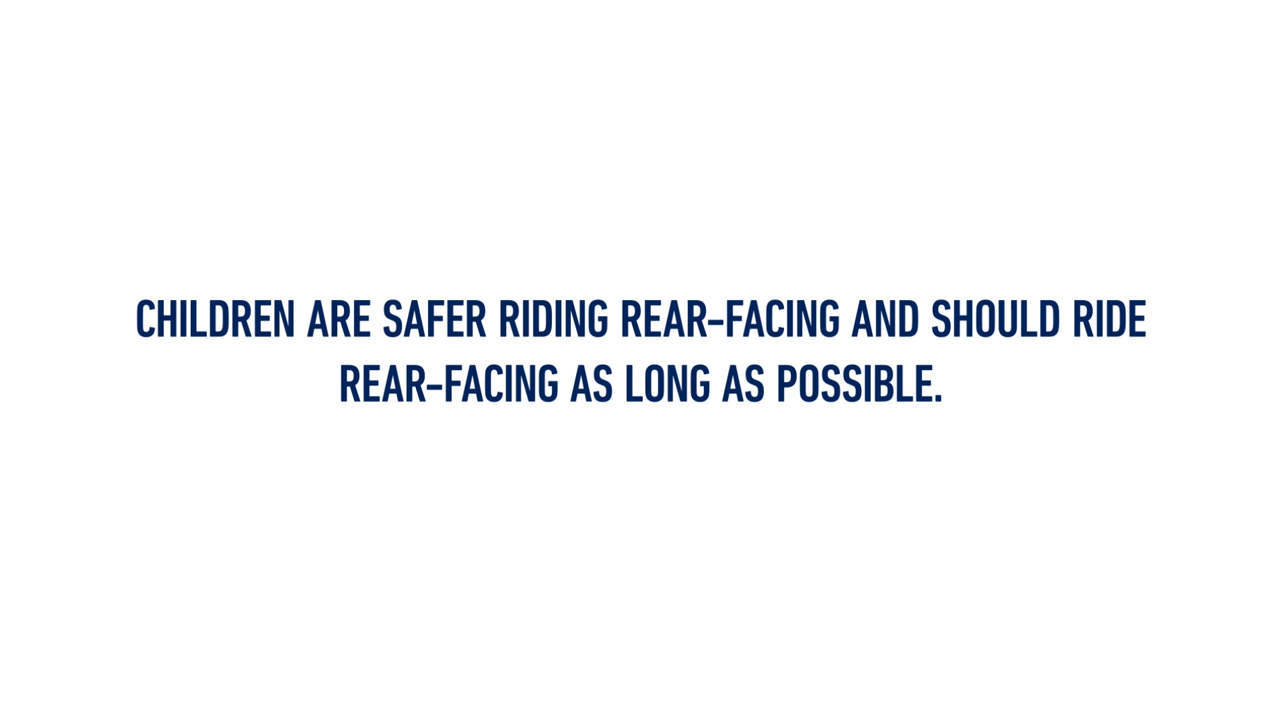 CHILDREN ARE SAFER RIDING REAR-FACING AND SHOULD RIDE
REAR-FACING AS LONG AS POSSIBLE.